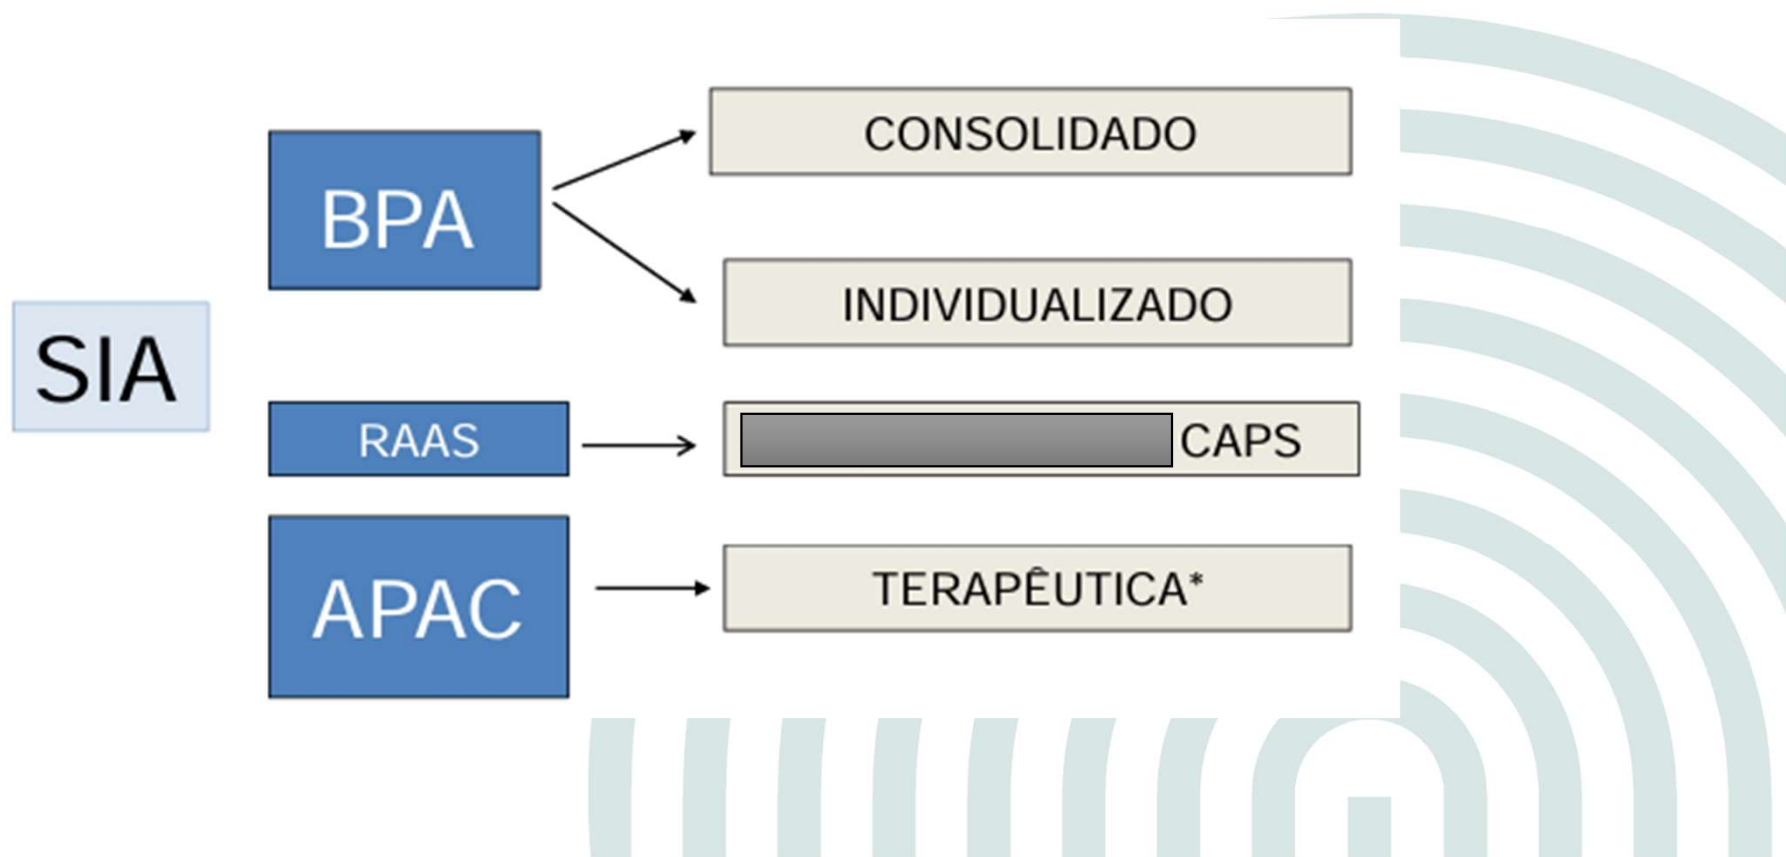 SIA
BPA
CONSOLIDADO
INDIVIDUALIZADO
RAAS
CAPS
APAC
TERAPÊUTICA*